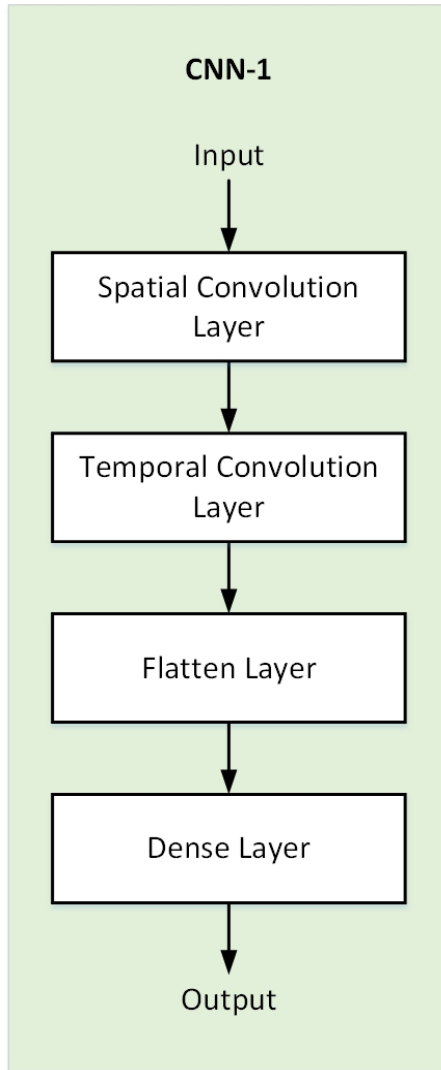 CNN-1
Input
Spatial Convolution
Layer
Temporal Convolution
Layer
Flatten Layer
Dense Layer
Output